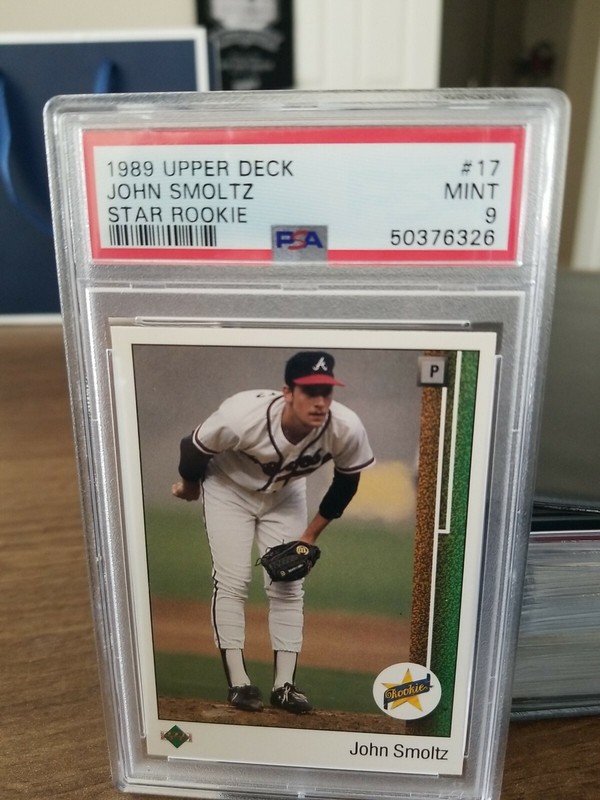 1989 UPPER DECK #17
JOHN SMOLTZ MINT
STAR ROOKIE 9
PSA 50376326
A
P
Rookie
John Smoltz